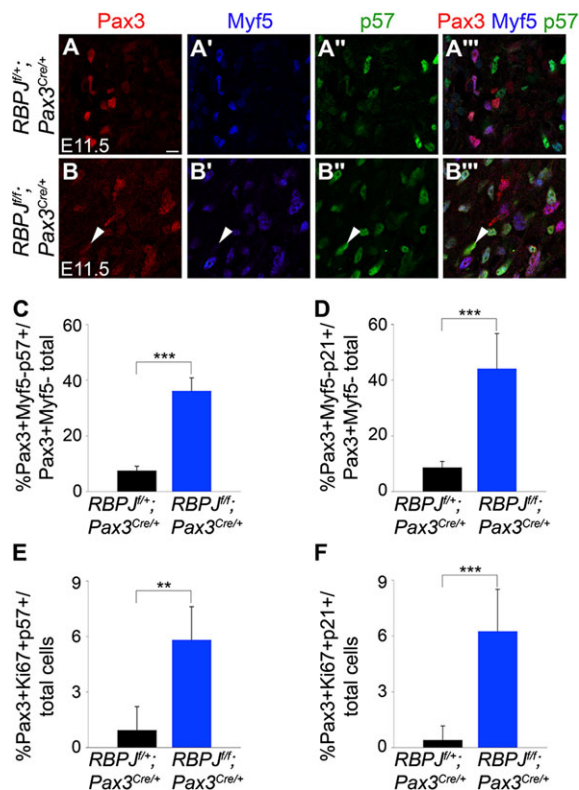 Pax3 Myf5 p57 Pax3 Myf5 p57
RBPJf/+; Pax3Cre/+
A A' A'' A'''
E11.5
RBPJf/f; Pax3Cre/+
B B' B'' B'''
E11.5
C
%Pax3+Myf5-p57+/
Pax3+Myf5- total
60
40
20
0
***
RBPJf/+; RBPJf/f;
Pax3Cre/+ Pax3Cre/+
D
%Pax3+Myf5-p21+/
Pax3+Myf5- total
60
40
20
0
***
RBPJf/+; RBPJf/f;
Pax3Cre/+ Pax3Cre/+
E
%Pax3+Ki67+p57+/
total cells
9
6
3
0
**
RBPJf/+; RBPJf/f;
Pax3Cre/+ Pax3Cre/+
F
%Pax3+Ki67+p21+/
total cells
9
6
3
0
***
RBPJf/+; RBPJf/f;
Pax3Cre/+ Pax3Cre/+